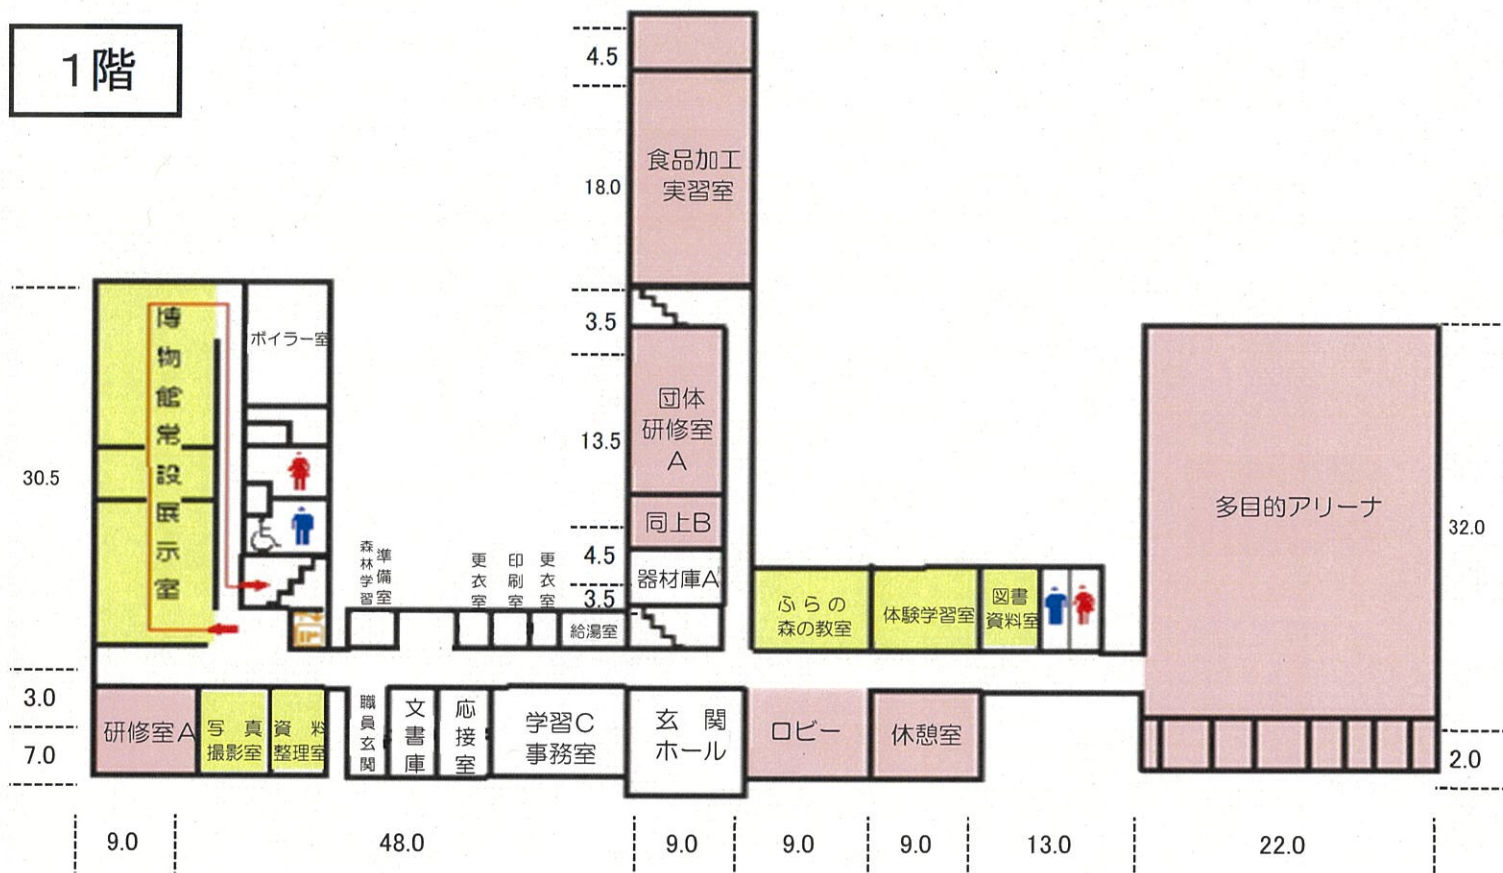 1階
4.5
食品加工
実習室
18.0
3.5
団体
研修室
A
13.5
同上B
4.5
器材庫A
3.5
給湯室
博物館常設展示室
ボイラー室
30.5
森林学習
準備室
更衣室
印刷室
更衣室
ふらの
森の教室
体験学習室
図書
資料室
多目的アリーナ
32.0
3.0
7.0
研修室A
写真
撮影室
資料
整理室
職員玄関
文書庫
応接室
学習C
事務室
玄関
ホール
ロビー
休憩室
2.0
9.0
48.0
9.0
9.0
9.0
13.0
22.0